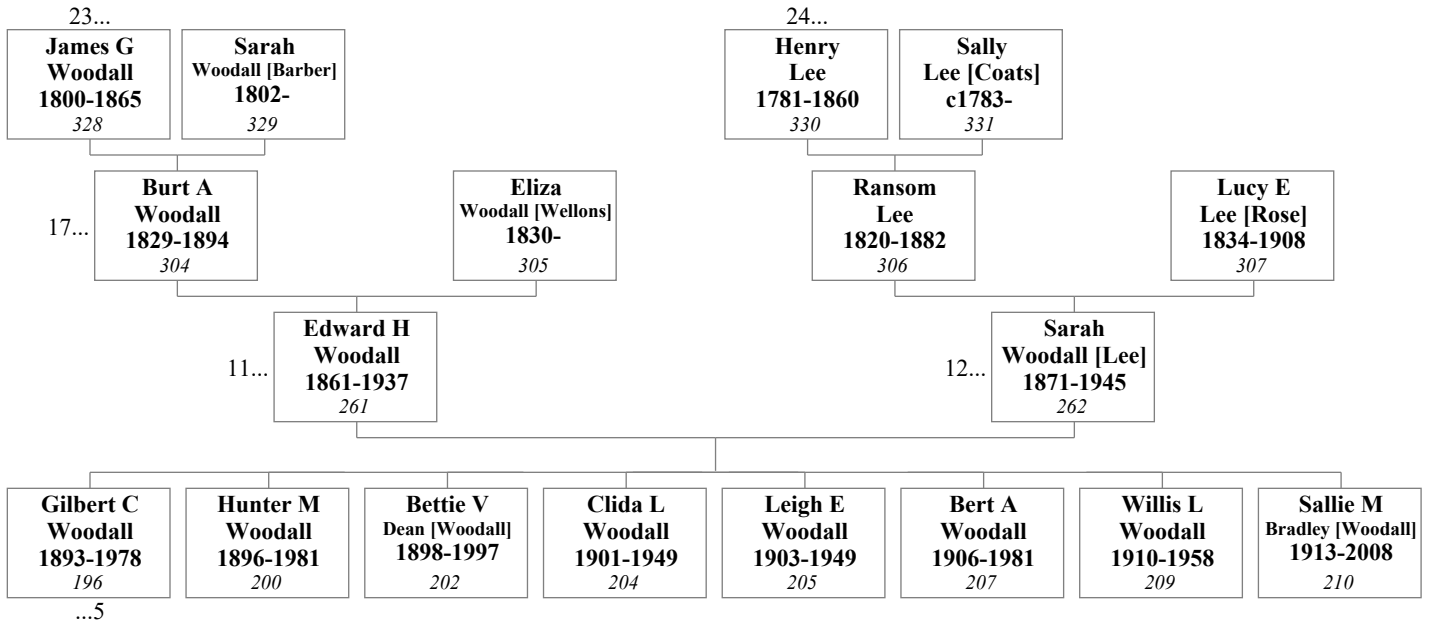 23...
24...
James G
Woodall
1800-1865
328
Sarah
Woodall [Barber]
1802-
329
Henry
Lee
1781-1860
330
Sally
Lee [Coats]
c1783-
331
17...
Burt A
Woodall
1829-1894
304
Eliza
Woodall [Wellons]
1830-
305
Ransom
Lee
1820-1882
306
Lucy E
Lee [Rose]
1834-1908
307
11...
Edward H
Woodall
1861-1937
261
12...
Sarah
Woodall [Lee]
1871-1945
262
Gilbert C
Woodall
1893-1978
196
Hunter M
Woodall
1896-1981
200
Bettie V
Dean [Woodall]
1898-1997
202
Clida L
Woodall
1901-1949
204
Leigh E
Woodall
1903-1949
205
Bert A
Woodall
1906-1981
207
Willis L
Woodall
1910-1958
209
Sallie M
Bradley [Woodall]
1913-2008
210
...5